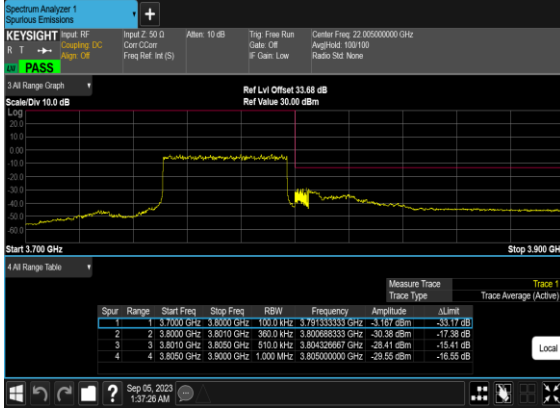 Spectrum Analyzer 1
Spurious Emissions
+
KEYSIGHT Input: RF Input Z: 50 Ω Atten: 10 dB Trig: Free Run Center Freq: 22.005000000 GHz
R T Coupling: DC Corr CCorr Gate: Off Avg|Hold: 100/100
Align: Off Freq Ref: Int (S) IF Gain: Low Radio Std: None
LXI PASS
3 All Range Graph
Ref Lvl Offset 33.68 dB
Scale/Div 10.0 dB Ref Value 30.00 dBm
Log
20.0
10.0
0.00
-10.0
-20.0
-30.0
-40.0
-50.0
-60.0
Start 3.700 GHz Stop 3.900 GH
4 All Range Table
Measure Trace Trace 1
Trace Type Trace Average (Active)
Spur Range Start Freq Stop Freq RBW Frequency Amplitude ΔLimit
1 1 3.7000 GHz 3.8000 GHz 100.0 kHz 3.791333333 GHz -3.167 dBm -33.17 dB
2 2 3.8000 GHz 3.8010 GHz 360.0 kHz 3.800688333 GHz -30.38 dBm -17.38 dB
3 3 3.8010 GHz 3.8050 GHz 510.0 kHz 3.804326667 GHz -28.41 dBm -15.41 dB
4 4 3.8050 GHz 3.9000 GHz 1.000 MHz 3.805000000 GHz -29.55 dBm -16.55 dB
Local
?
Sep 05, 2023
1:37:26 AM